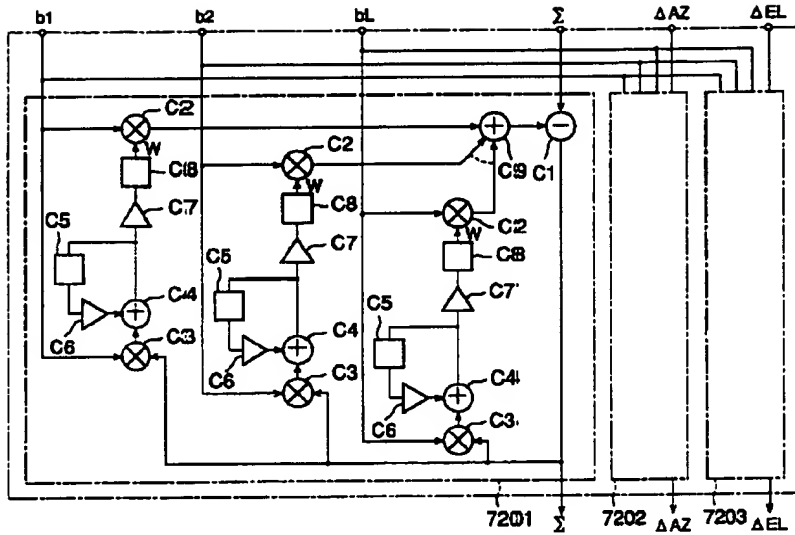 b1 b2 bL Σ ΔAZ ΔEL
C2 W C8 C7 C5 C4 C6 C3
C2 W C8 C7 C5 C4 C6 C3
C2 W C8 C7 C5 C4 C6 C3
C9 C1
7201 Σ 7202 ΔAZ 7203 ΔEL